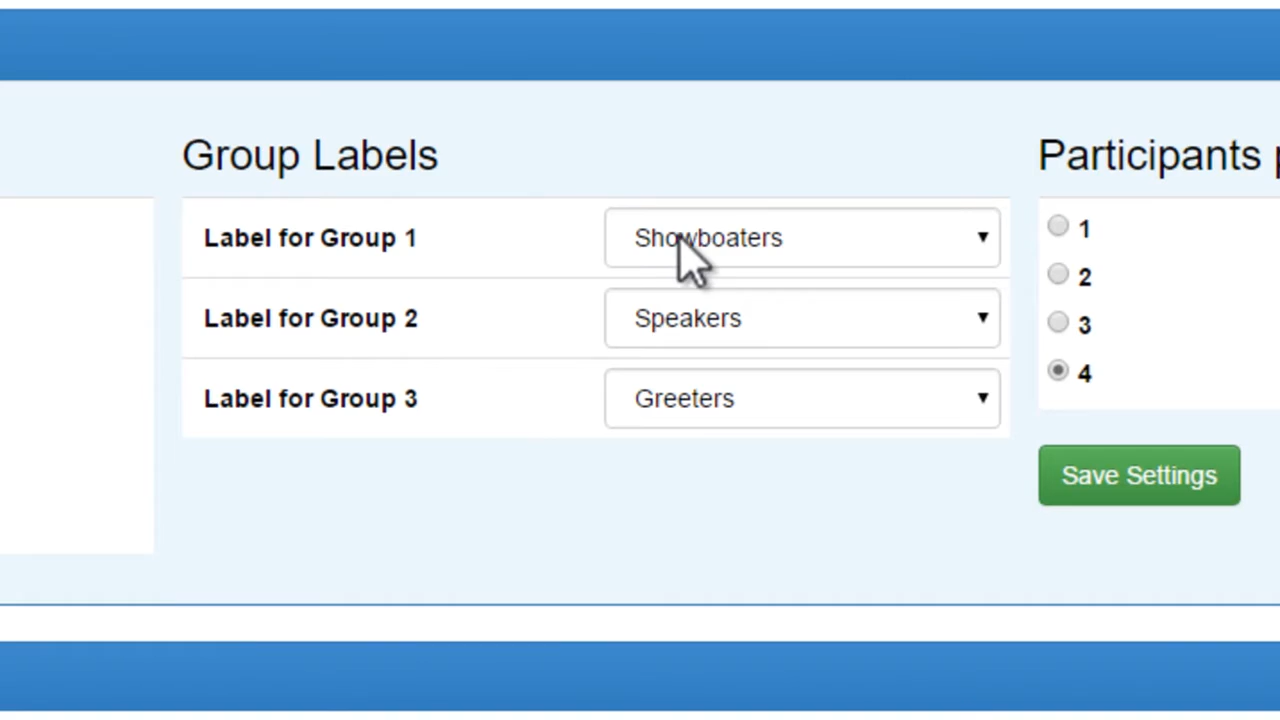 Group Labels
Label for Group 1 Showboaters
Label for Group 2 Speakers
Label for Group 3 Greeters
Participants
1
2
3
4
Save Settings